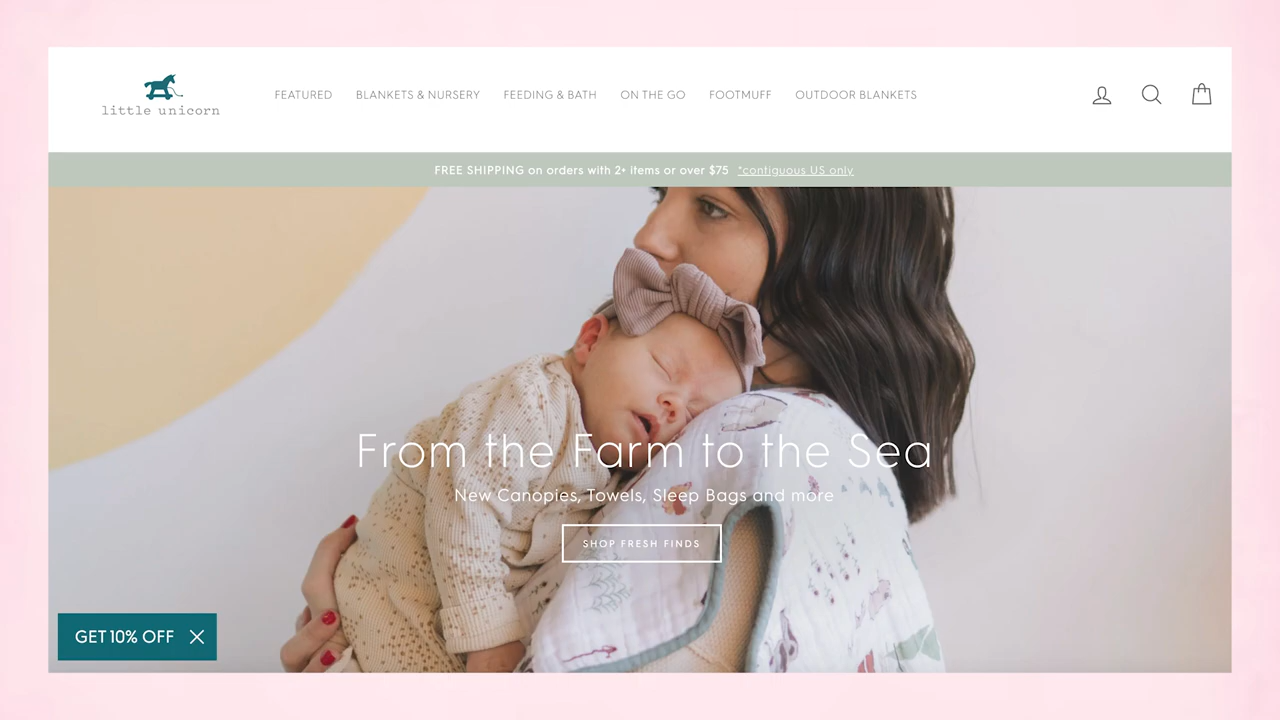 little unicorn
FEATURED BLANKETS & NURSERY FEEDING & BATH ON THE GO FOOTMUFF OUTDOOR BLANKETS
FREE SHIPPING on orders with 2+ items or over $75 *contiguous US only
From the Farm to the Sea
New Canopies, Towels, Sleep Bags and more
SHOP FRESH FINDS
GET 10% OFF